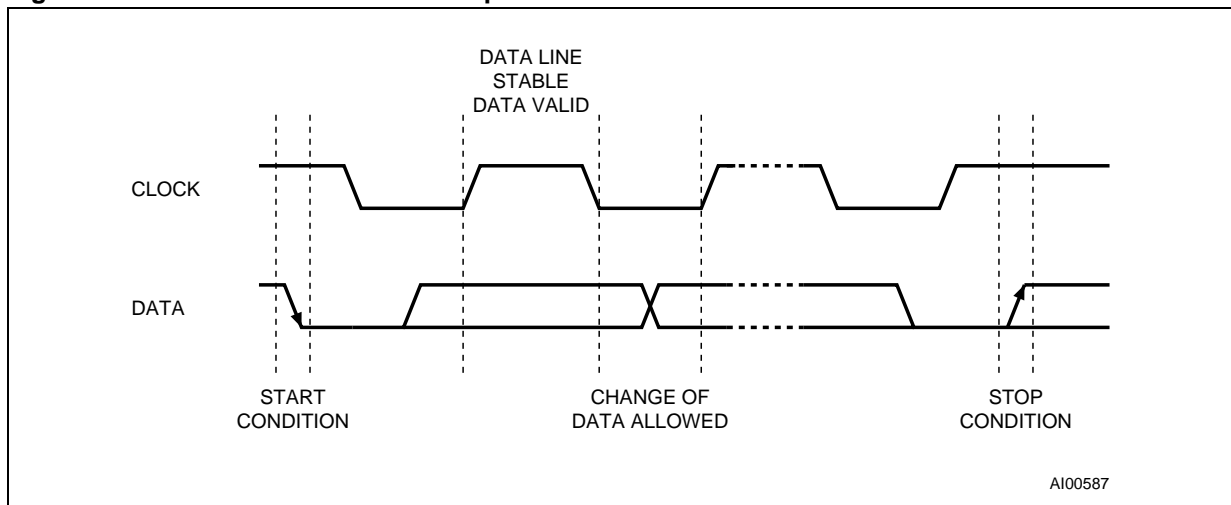 DATA LINE
STABLE
DATA VALID
CLOCK
DATA
START
CONDITION
CHANGE OF
DATA ALLOWED
STOP
CONDITION
AI00587